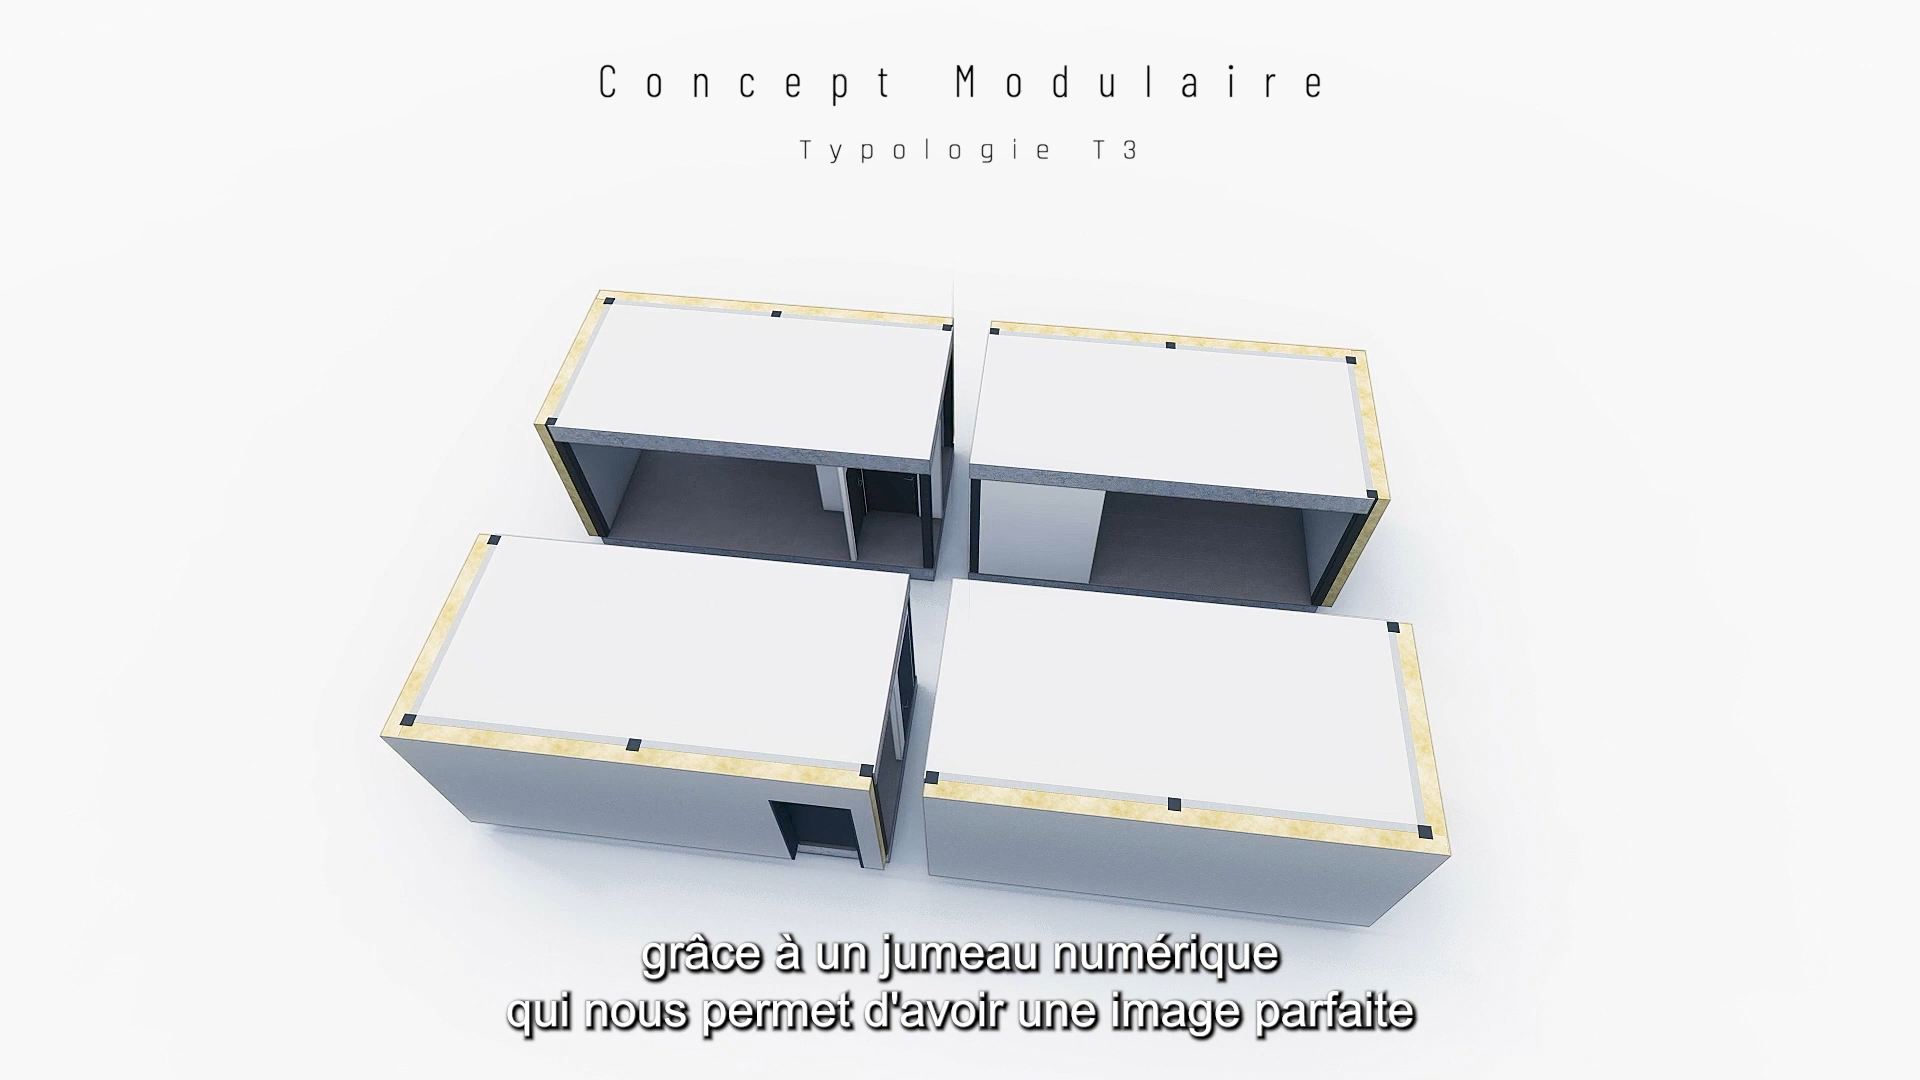 Concept Modulaire
Typologie T3
grâce à un jumeau numérique
qui nous permet d'avoir une image parfaite